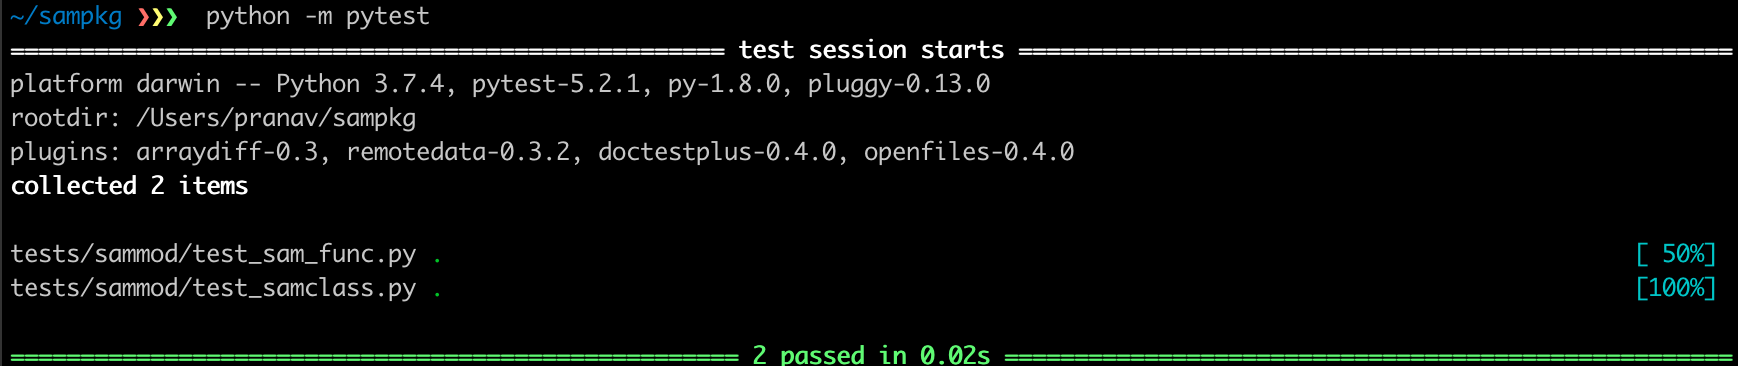 ~/sampkg ❯❯❯ python -m pytest
=================================================== test session starts ===================================================
platform darwin -- Python 3.7.4, pytest-5.2.1, py-1.8.0, pluggy-0.13.0
rootdir: /Users/pranav/sampkg
plugins: arraydiff-0.3, remotedata-0.3.2, doctestplus-0.4.0, openfiles-0.4.0
collected 2 items
tests/sammod/test_sam_func.py . [ 50%]
tests/sammod/test_samclass.py . [100%]
==================================================== 2 passed in 0.02s ====================================================